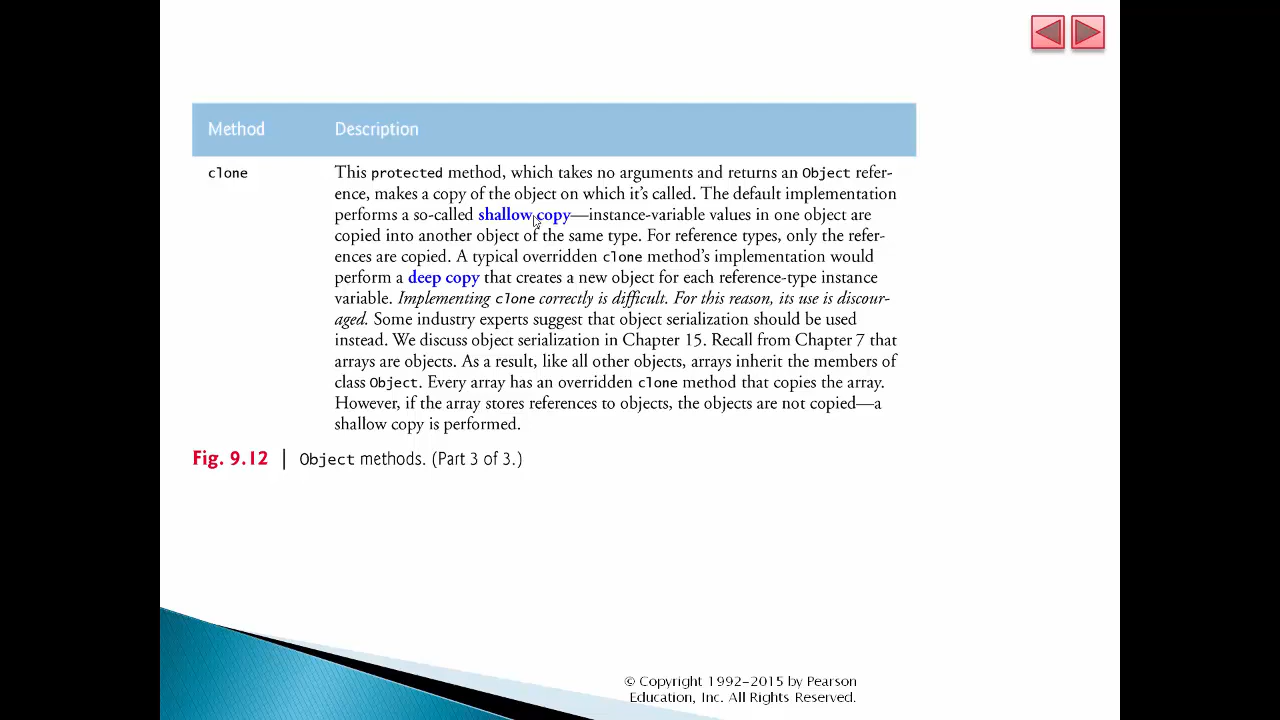 Method Description
clone This protected method, which takes no arguments and returns an Object refer-
ence, makes a copy of the object on which it's called. The default implementation
performs a so-called shallow copy—instance-variable values in one object are
copied into another object of the same type. For reference types, only the refer-
ences are copied. A typical overridden clone method's implementation would
perform a deep copy that creates a new object for each reference-type instance
variable. Implementing clone correctly is difficult. For this reason, its use is discour-
aged. Some industry experts suggest that object serialization should be used
instead. We discuss object serialization in Chapter 15. Recall from Chapter 7 that
arrays are objects. As a result, like all other objects, arrays inherit the members of
class Object. Every array has an overridden clone method that copies the array.
However, if the array stores references to objects, the objects are not copied—a
shallow copy is performed.
Fig. 9.12 | Object methods. (Part 3 of 3.)
© Copyright 1992–2015 by Pearson
Education, Inc. All Rights Reserved.